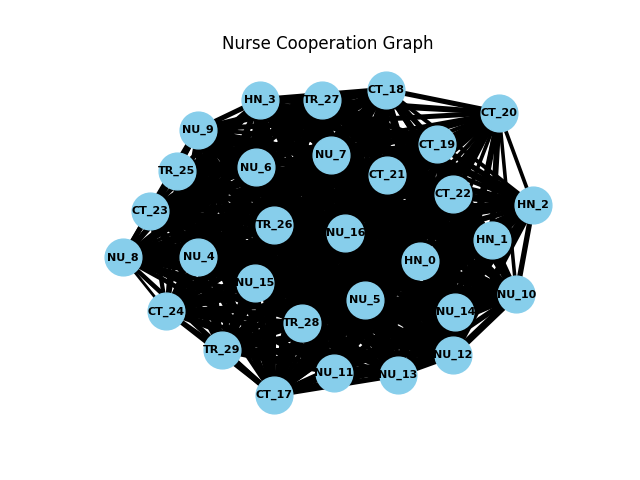 Nurse Cooperation Graph
CT_18
HN_3
TR_27
CT_20
NU_9
CT_19
NU_7
NU_6
TR_25
CT_21
CT_22
HN_2
CT_23
TR_26
NU_16
HN_1
NU_8
NU_4
HN_0
NU_15
NU_10
NU_5
CT_24
NU_14
TR_28
TR_29
NU_12
NU_11
NU_13
CT_17